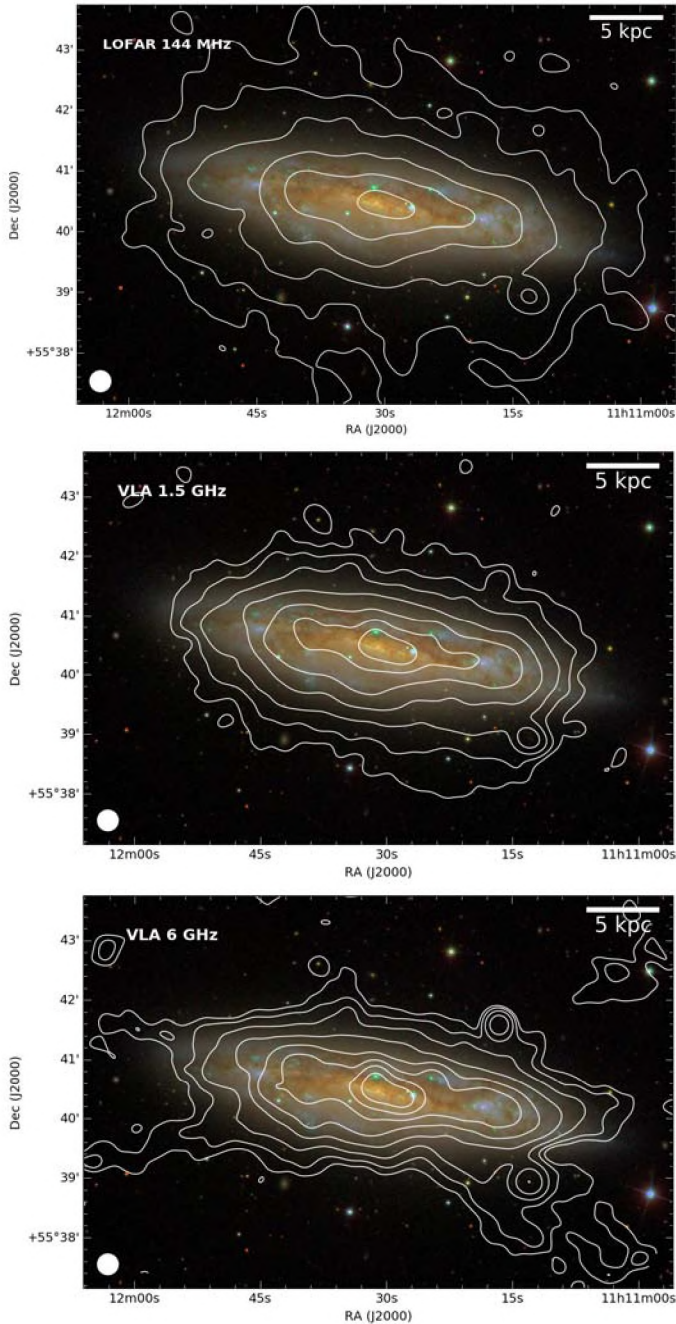 LOFAR 144 MHz
5 kpc
43'
42'
41'
40'
39'
+55°38'
Dec (J2000)
12m00s 45s 30s 15s 11h11m00s
RA (J2000)
VLA 1.5 GHz
5 kpc
43'
42'
41'
40'
39'
+55°38'
Dec (J2000)
12m00s 45s 30s 15s 11h11m00s
RA (J2000)
VLA 6 GHz
5 kpc
43'
42'
41'
40'
39'
+55°38'
Dec (J2000)
12m00s 45s 30s 15s 11h11m00s
RA (J2000)